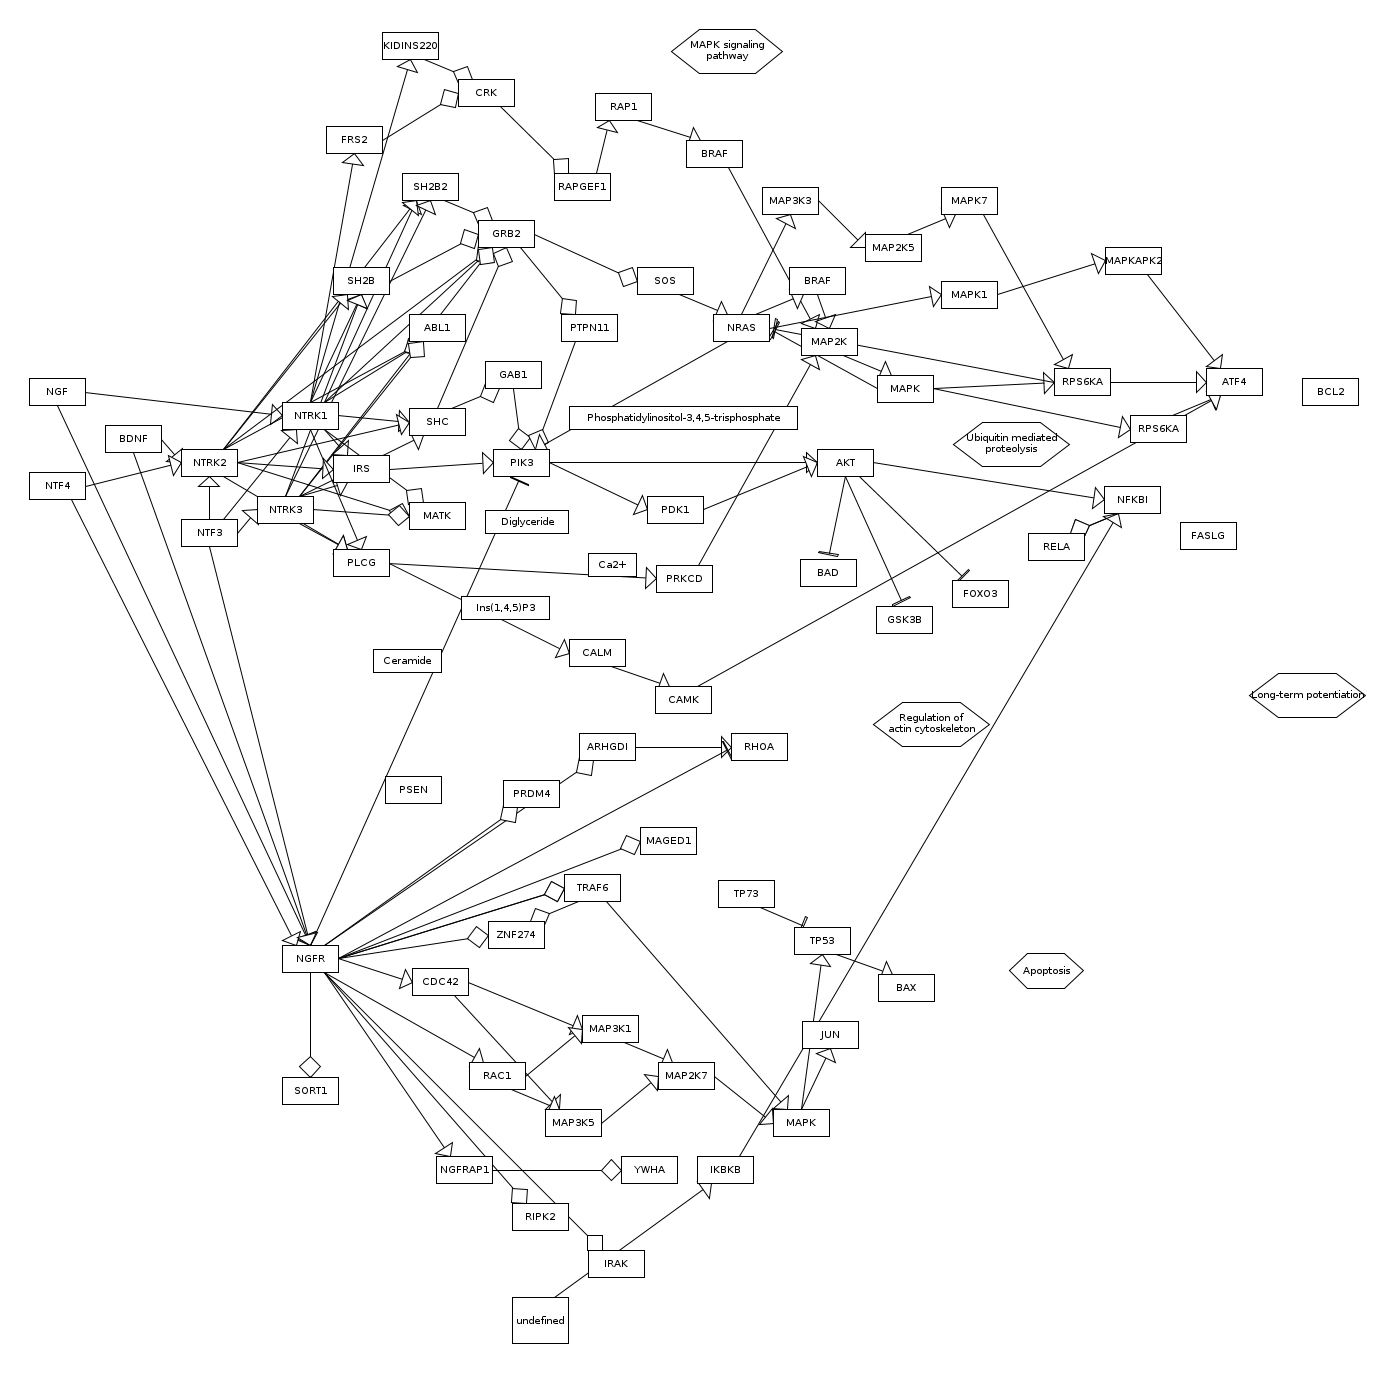 KIDINS220
MAPK signaling
pathway
CRK
RAP1
FRS2
BRAF
SH2B2
RAPGEF1
MAP3K3
MAPK7
GRB2
MAP2K5
MAPKAPK2
SH2B
SOS
BRAF
MAPK1
ABL1
PTPN11
NRAS
MAP2K
GAB1
RPS6KA
ATF4
NGF
MAPK
BCL2
NTRK1
SHC
Phosphatidylinositol-3,4,5-trisphosphate
RPS6KA
BDNF
Ubiquitin mediated
proteolysis
NTRK2
IRS
PIK3
AKT
NTF4
NTRK3
MATK
PDK1
NFKBI
Diglyceride
NTF3
FASLG
RELA
PLCG
Ca2+
PRKCD
BAD
FOXO3
Ins(1,4,5)P3
GSK3B
CALM
Ceramide
CAMK
Long-term potentiation
Regulation of
actin cytoskeleton
ARHGDI
RHOA
PSEN
PRDM4
MAGED1
TRAF6
TP73
ZNF274
TP53
NGFR
Apoptosis
CDC42
BAX
MAP3K1
JUN
RAC1
MAP2K7
SORT1
MAP3K5
MAPK
NGFRAP1
YWHA
IKBKB
RIPK2
IRAK
undefined